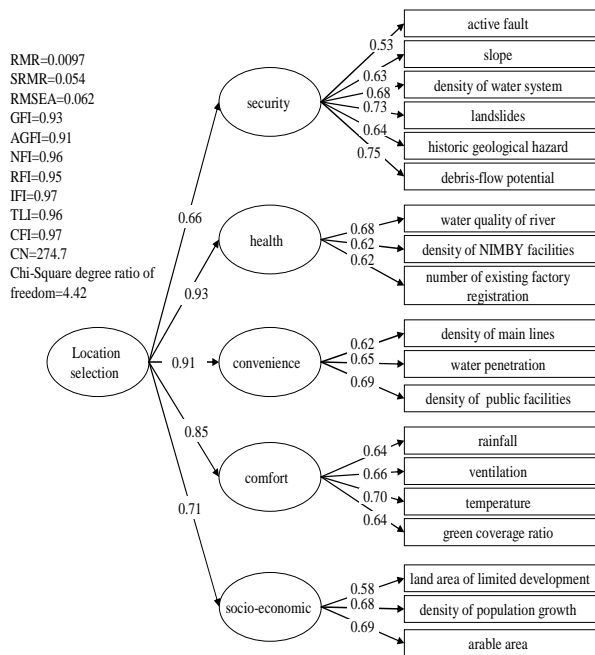 RMR=0.0097
SRMR=0.054
RMSEA=0.062
GFI=0.93
AGFI=0.91
NFI=0.96
RFI=0.95
IFI=0.97
TLI=0.96
CFI=0.97
CN=274.7
Chi-Square degree ratio of
freedom=4.42
Location
selection
0.66
0.93
0.91
0.85
0.71
security
0.53
0.63
0.68
0.73
0.64
0.75
active fault
slope
density of water system
landslides
historic geological hazard
debris-flow potential
health
0.68
0.62
0.62
water quality of river
density of NIMBY facilities
number of existing factory
registration
convenience
0.62
0.65
0.69
density of main lines
water penetration
density of public facilities
comfort
0.64
0.66
0.70
0.64
rainfall
ventilation
temperature
green coverage ratio
socio-economic
0.58
0.68
0.69
land area of limited development
density of population growth
arable area